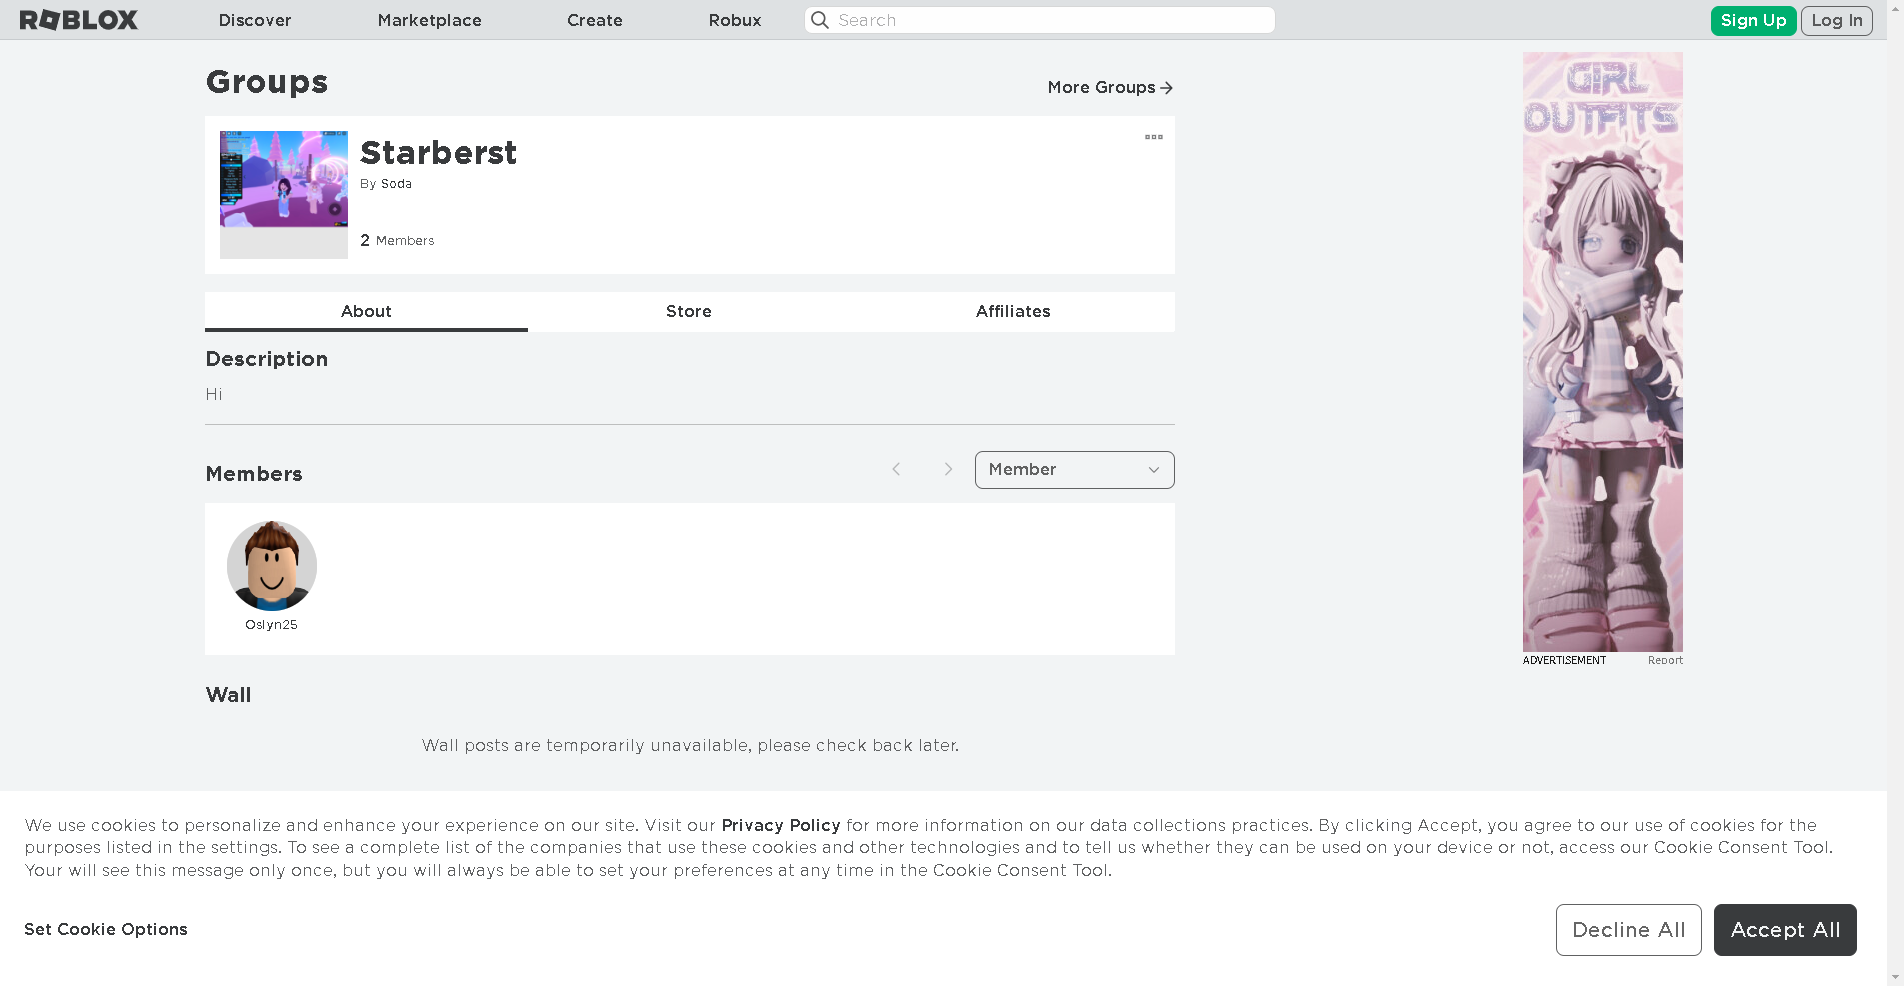 ROBLOX
Discover
Marketplace
Create
Robux
Search
Sign Up
Log In
Groups
More Groups
Starberst
By Soda
2 Members
About
Store
Affiliates
Description
Hi
Members
Member
Oslyn25
Wall
Wall posts are temporarily unavailable, please check back later.
GIRL
OUTFITS
ADVERTISEMENT
Report
We use cookies to personalize and enhance your experience on our site. Visit our Privacy Policy for more information on our data collections practices. By clicking Accept, you agree to our use of cookies for the
purposes listed in the settings. To see a complete list of the companies that use these cookies and other technologies and to tell us whether they can be used on your device or not, access our Cookie Consent Tool.
Your will see this message only once, but you will always be able to set your preferences at any time in the Cookie Consent Tool.
Set Cookie Options
Decline All
Accept All